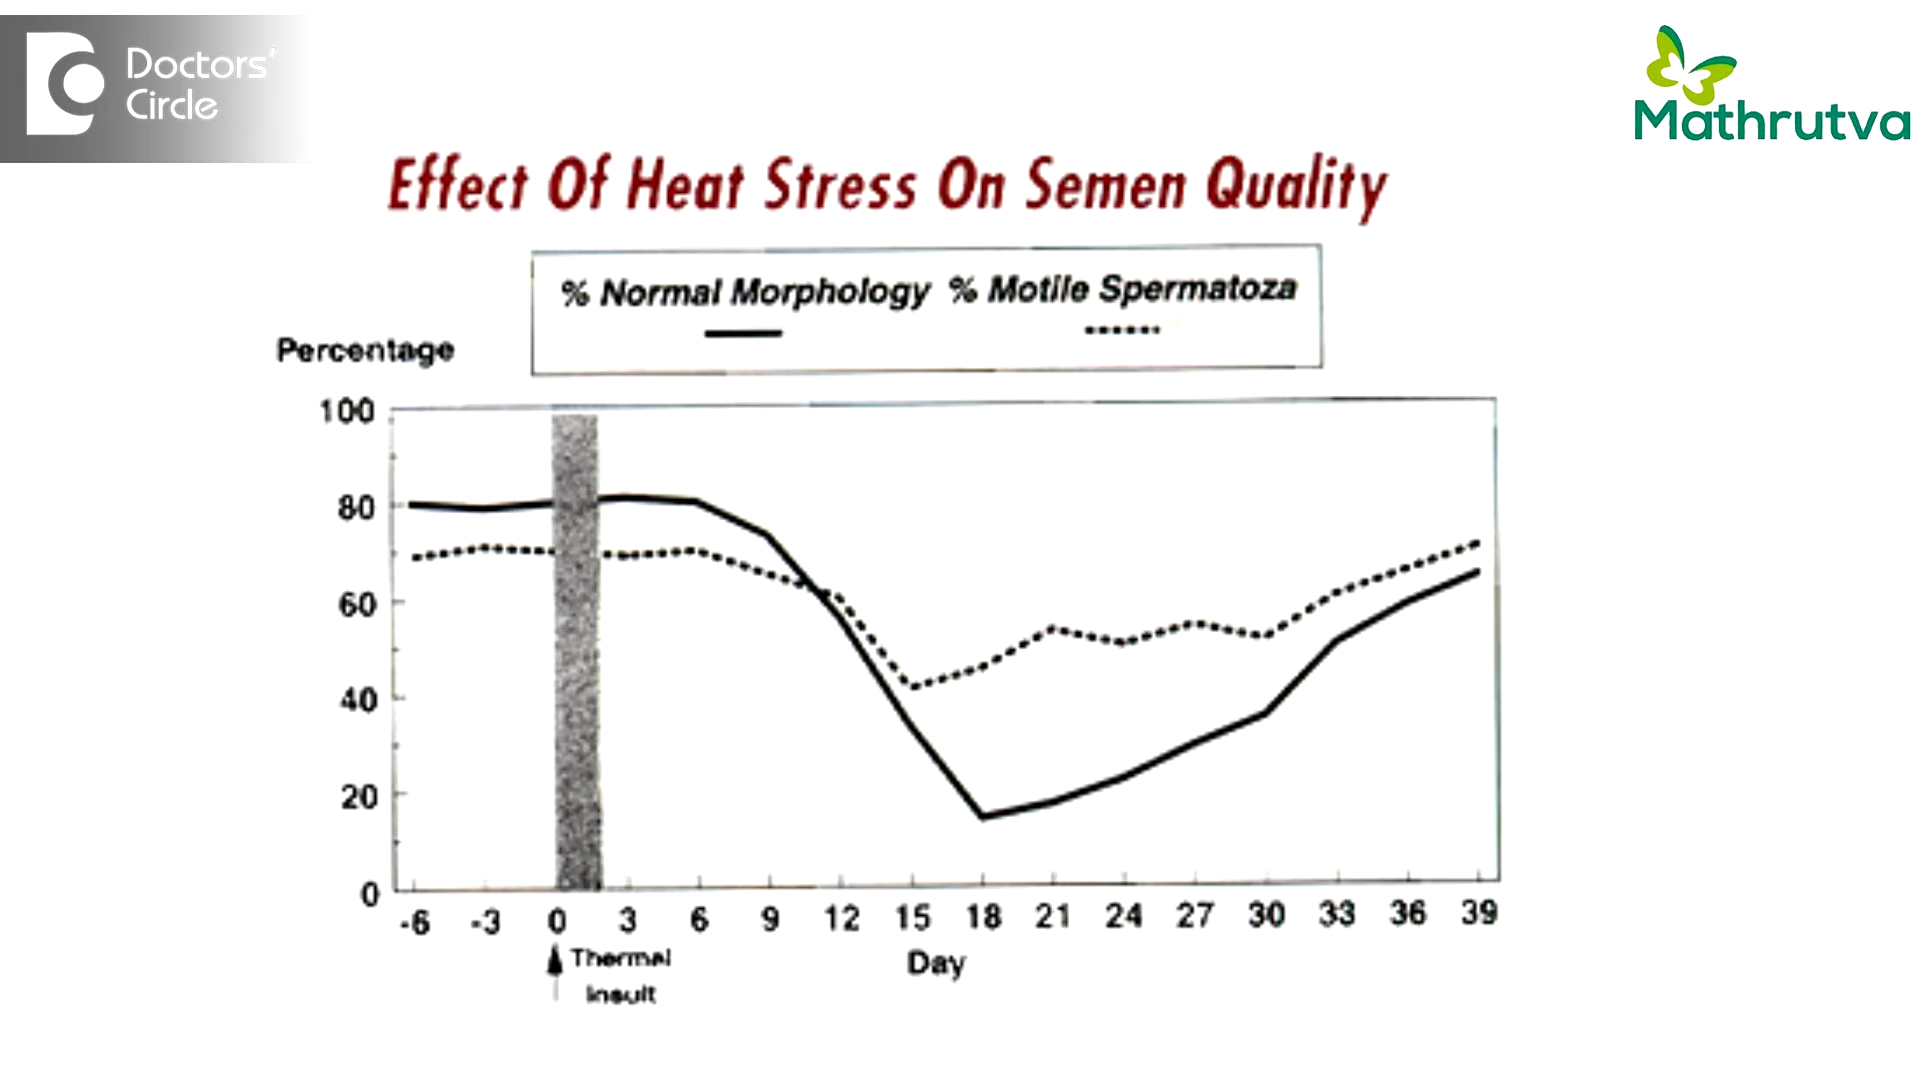 Doctors'
Circle
Mathrutva
Effect Of Heat Stress On Semen Quality
% Normal Morphology % Motile Spermatoza
Percentage
100
80
60
40
20
0
-6 -3 0 3 6 9 12 15 18 21 24 27 30 33 36 39
Thermal
Insult
Day